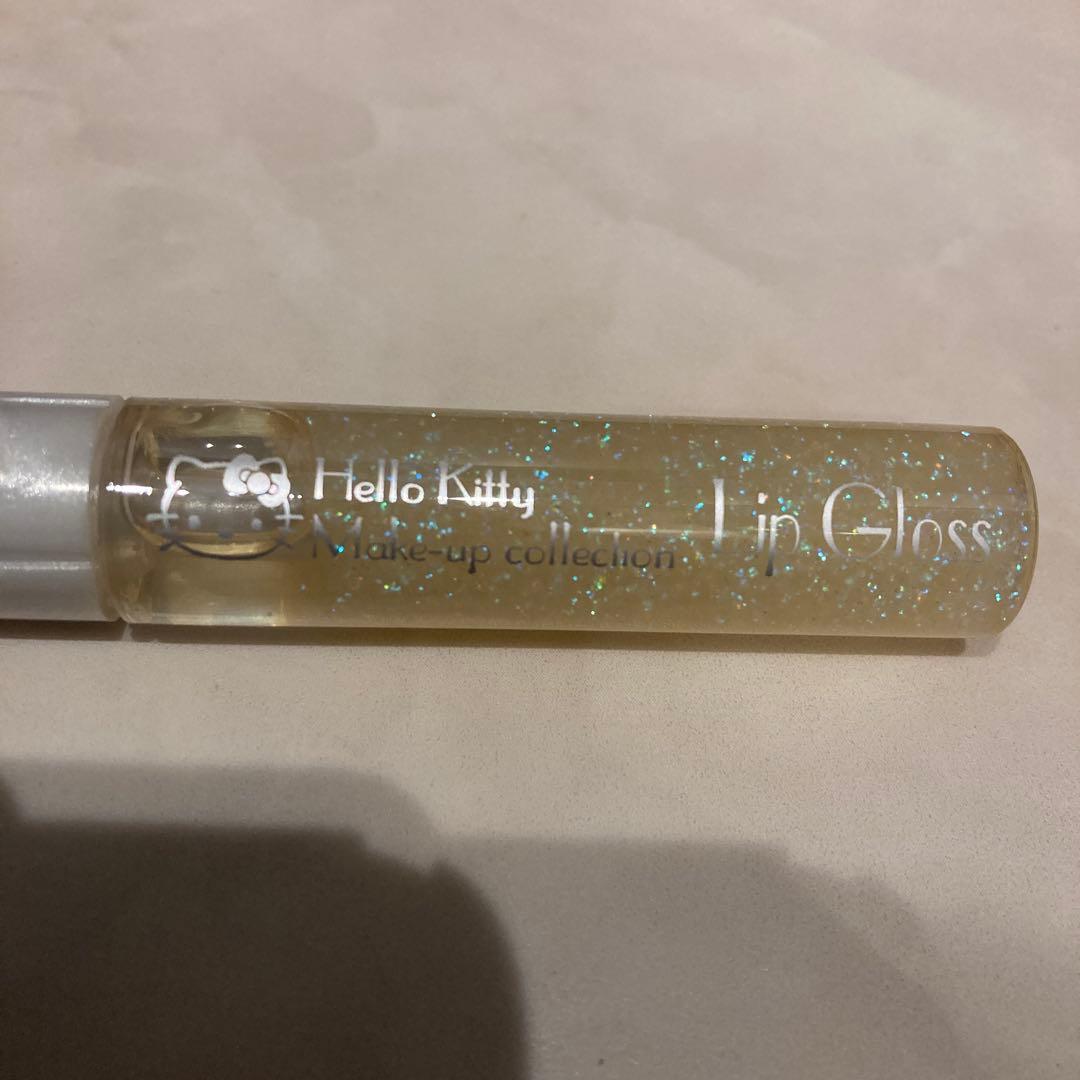 Hello Kitty
Make-up collection
Lip Gloss